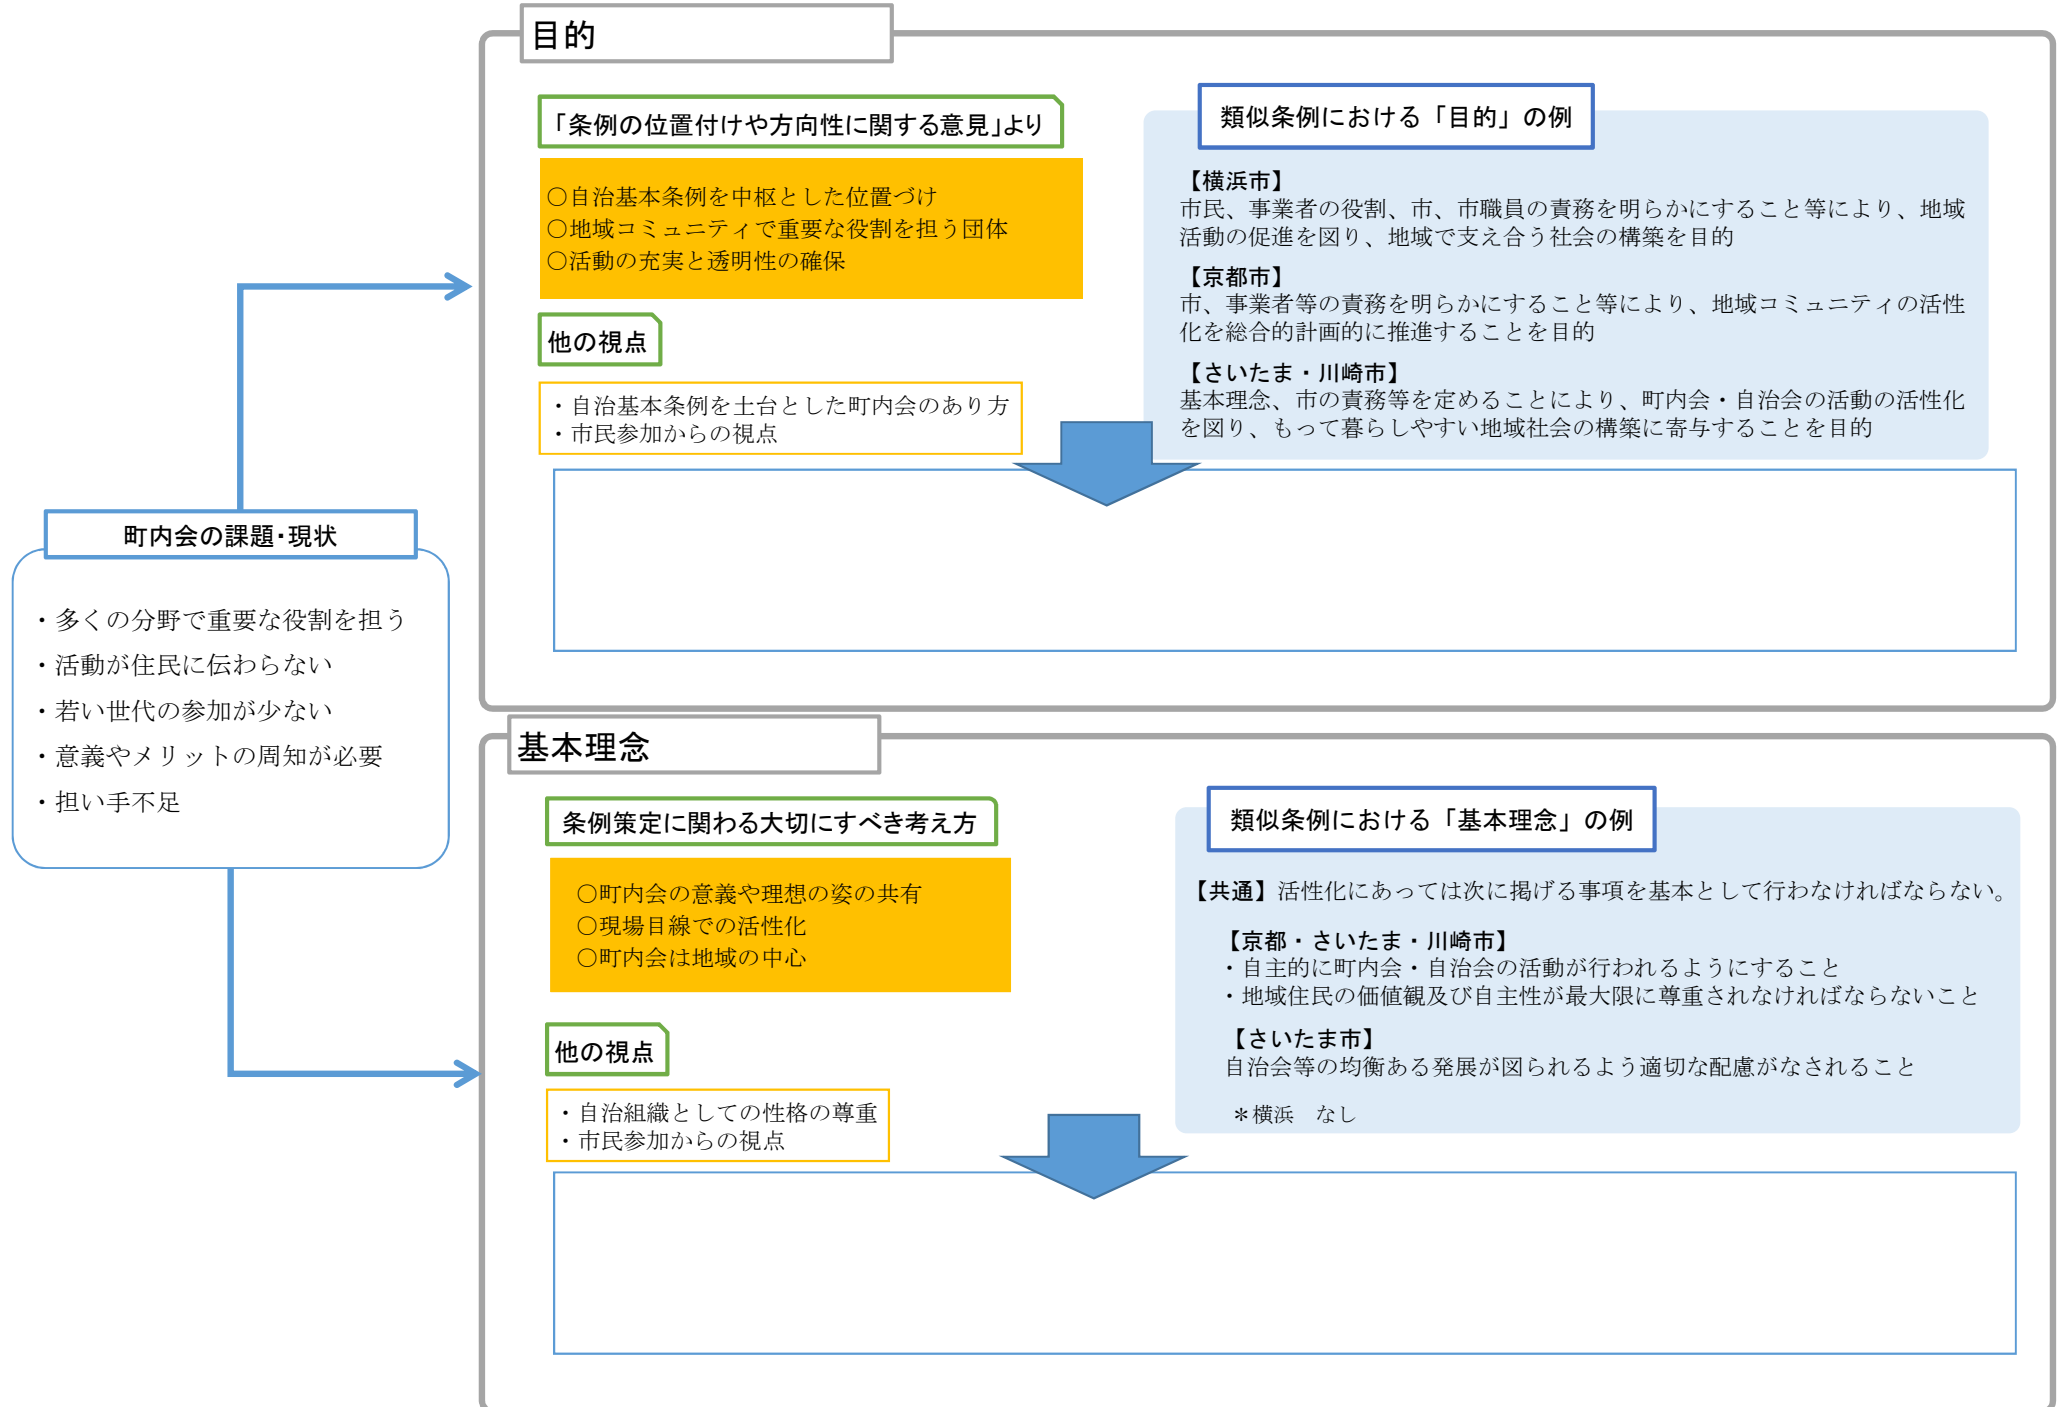 目的
「条例の位置付けや方向性に関する意見」より
○自治基本条例を中枢とした位置づけ
○地域コミュニティで重要な役割を担う団体
○活動の充実と透明性の確保
他の視点
・自治基本条例を土台とした町内会のあり方
・市民参加からの視点
類似条例における「目的」の例
【横浜市】
市民、事業者の役割、市、市職員の責務を明らかにすること等により、地域
活動の促進を図り、地域で支え合う社会の構築を目的
【京都市】
市、事業者等の責務を明らかにすること等により、地域コミュニティの活性
化を総合的計画的に推進することを目的
【さいたま・川崎市】
基本理念、市の責務等を定めることにより、町内会・自治会の活動の活性化
を図り、もって暮らしやすい地域社会の構築に寄与することを目的
町内会の課題・現状
・多くの分野で重要な役割を担う
・活動が住民に伝わらない
・若い世代の参加が少ない
・意義やメリットの周知が必要
・担い手不足
基本理念
条例策定に関わる大切にすべき考え方
○町内会の意義や理想の姿の共有
○現場目線での活性化
○町内会は地域の中心
他の視点
・自治組織としての性格の尊重
・市民参加からの視点
類似条例における「基本理念」の例
【共通】活性化にあっては次に掲げる事項を基本として行わなければならない。
【京都・さいたま・川崎市】
・自主的に町内会・自治会の活動が行われるようにすること
・地域住民の価値観及び自主性が最大限に尊重されなければならないこと
【さいたま市】
自治会等の均衡ある発展が図られるよう適切な配慮がなされること
＊横浜　なし